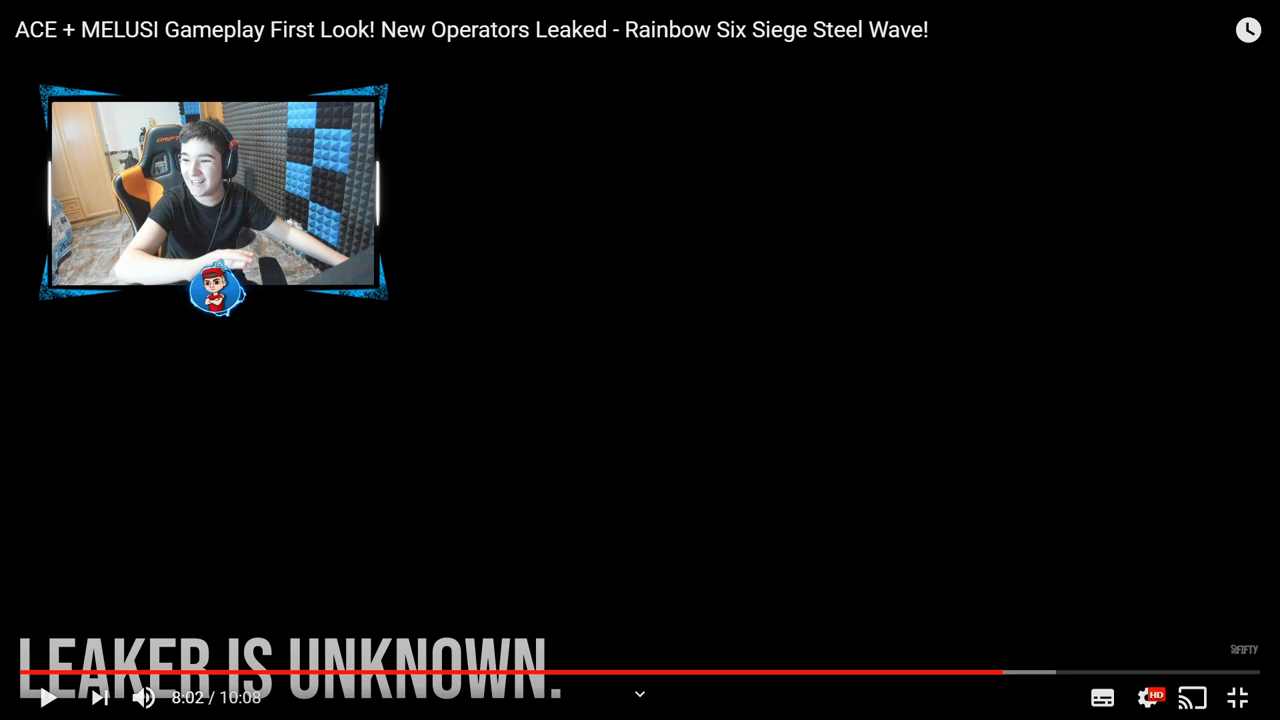 ACE + MELUSI Gameplay First Look! New Operators Leaked - Rainbow Six Siege Steel Wave!
LEAKER IS UNKNOWN.
8:02 / 10:08
HD